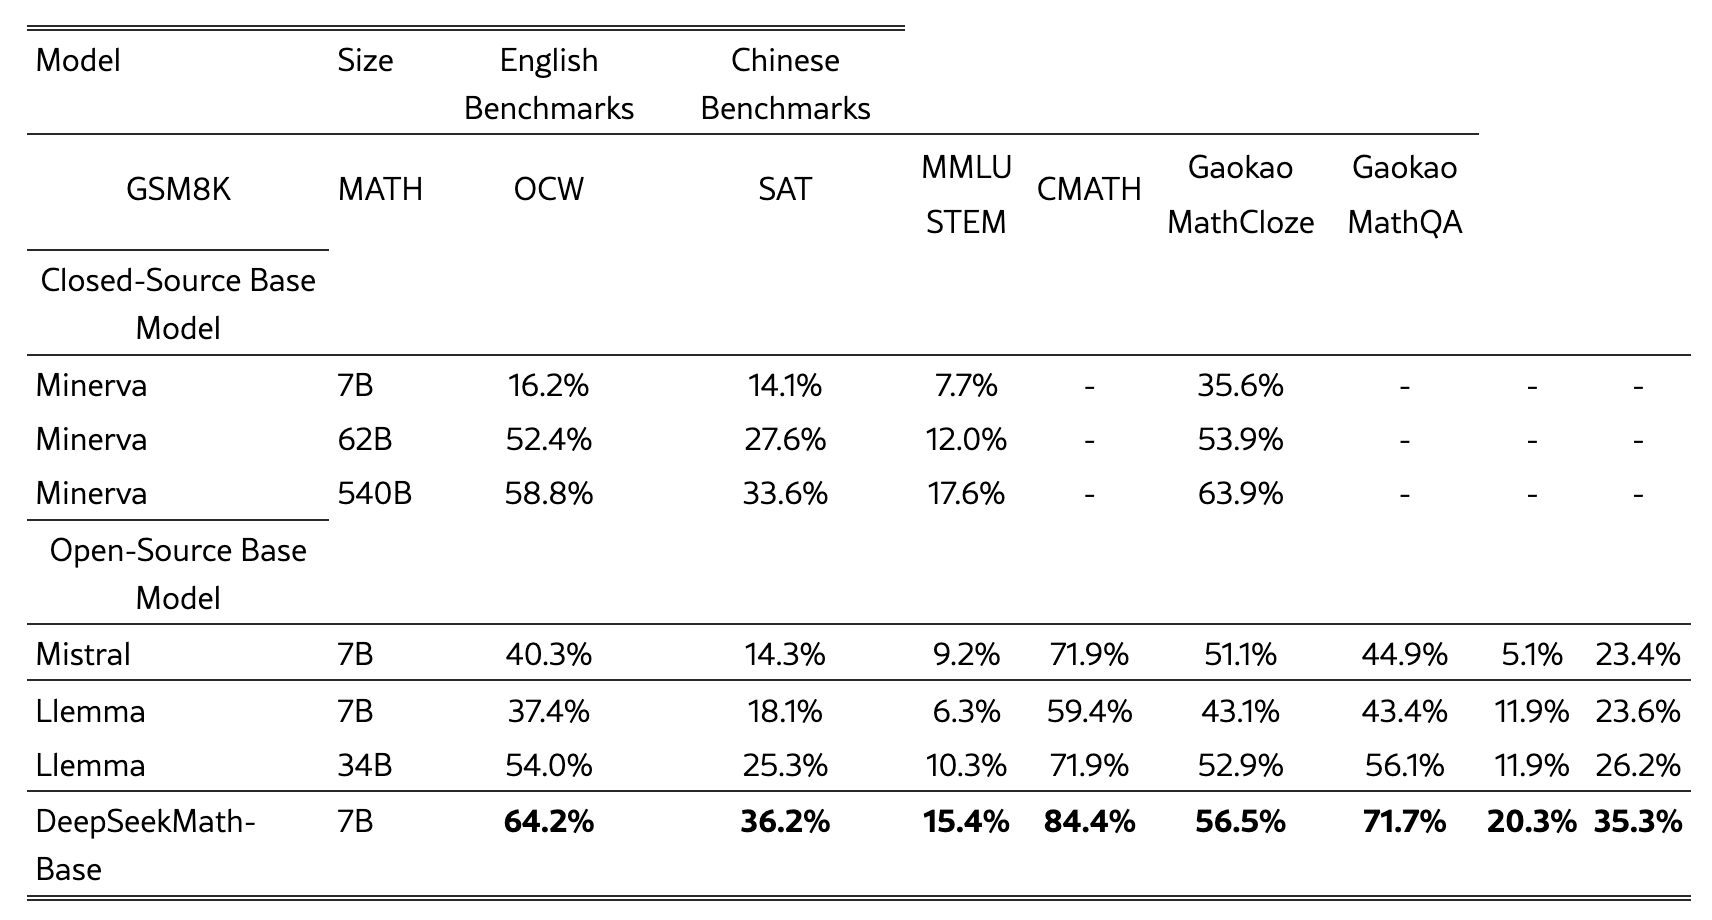 Model Size English Benchmarks Chinese Benchmarks
GSM8K MATH OCW SAT MMLU STEM CMATH Gaokao MathCloze Gaokao MathQA
Closed-Source Base Model
Minerva 7B 16.2% 14.1% 7.7% - 35.6% - - -
Minerva 62B 52.4% 27.6% 12.0% - 53.9% - - -
Minerva 540B 58.8% 33.6% 17.6% - 63.9% - - -
Open-Source Base Model
Mistral 7B 40.3% 14.3% 9.2% 71.9% 51.1% 44.9% 5.1% 23.4%
Llemma 7B 37.4% 18.1% 6.3% 59.4% 43.1% 43.4% 11.9% 23.6%
Llemma 34B 54.0% 25.3% 10.3% 71.9% 52.9% 56.1% 11.9% 26.2%
DeepSeekMath-Base 7B 64.2% 36.2% 15.4% 84.4% 56.5% 71.7% 20.3% 35.3%